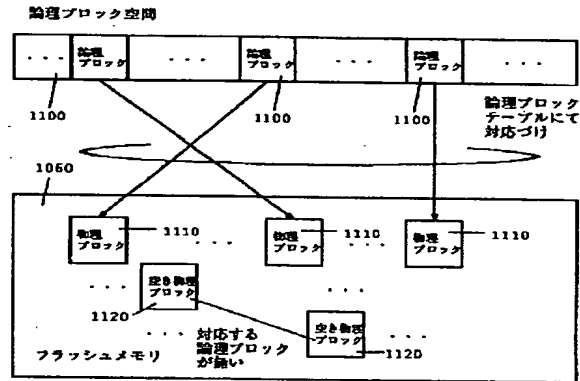 論理ブロック空間
... 論理ブロック ... 論理ブロック ... 論理ブロック ...
1100 1100 1100
論理ブロック
テーブルにて
対応づけ
1060
物理ブロック 1110 ... 物理ブロック 1110 ... 物理ブロック 1110
... 空き物理ブロック ...
1120
空き物理ブロック ...
1120
... 対応する
論理ブロック
が無い
フラッシュメモリ